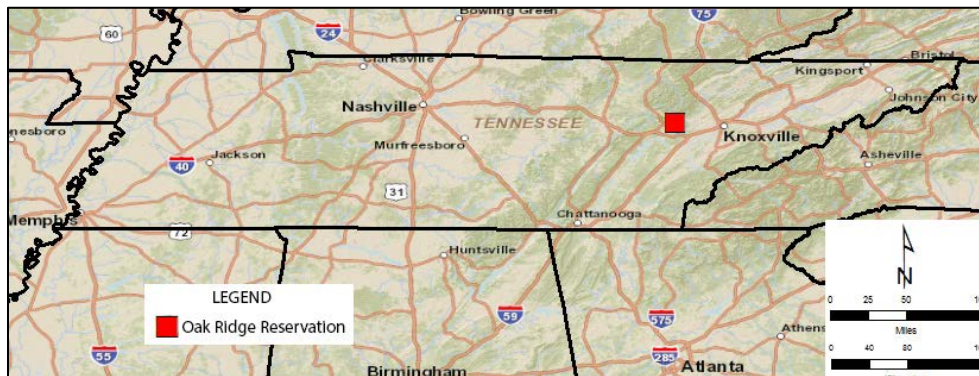 Bowling Green
75
60
24
Clarksville
Kingsport
Bristol
Johnson City
Nashville
TENNESSEE
Knoxville
Murfreesboro
Jackson
40
31
Asheville
Memphis
72
Chattanooga
Huntsville
N
LEGEND
Oak Ridge Reservation
59
575
0 25 50 10
Miles
0 40 80 10
55
Birmingham
285
Atlanta
Athens